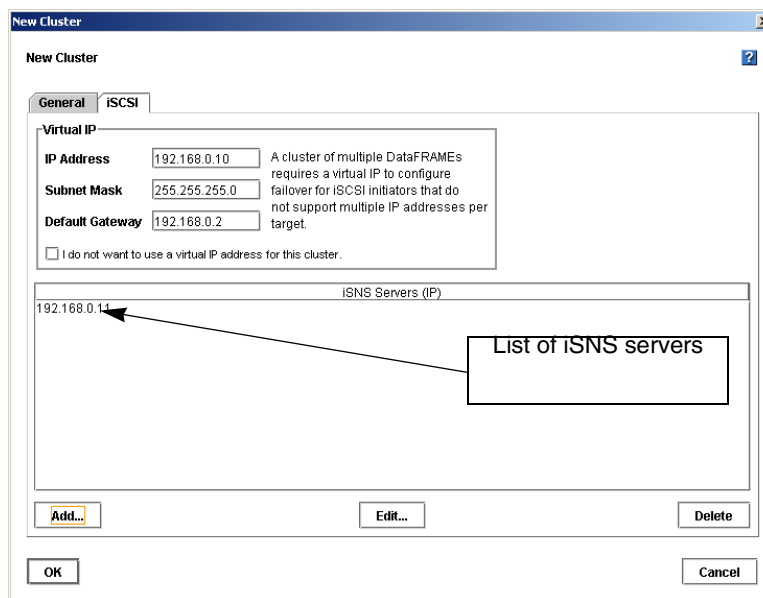 New Cluster
New Cluster
?
General iSCSI
Virtual IP
IP Address 192.168.0.10
Subnet Mask 255.255.255.0
Default Gateway 192.168.0.2
A cluster of multiple DataFRAMEs
requires a virtual IP to configure
failover for iSCSI initiators that do
not support multiple IP addresses per
target.
I do not want to use a virtual IP address for this cluster.
iSNS Servers (IP)
192.168.0.11
List of iSNS servers
Add... Edit... Delete
OK Cancel